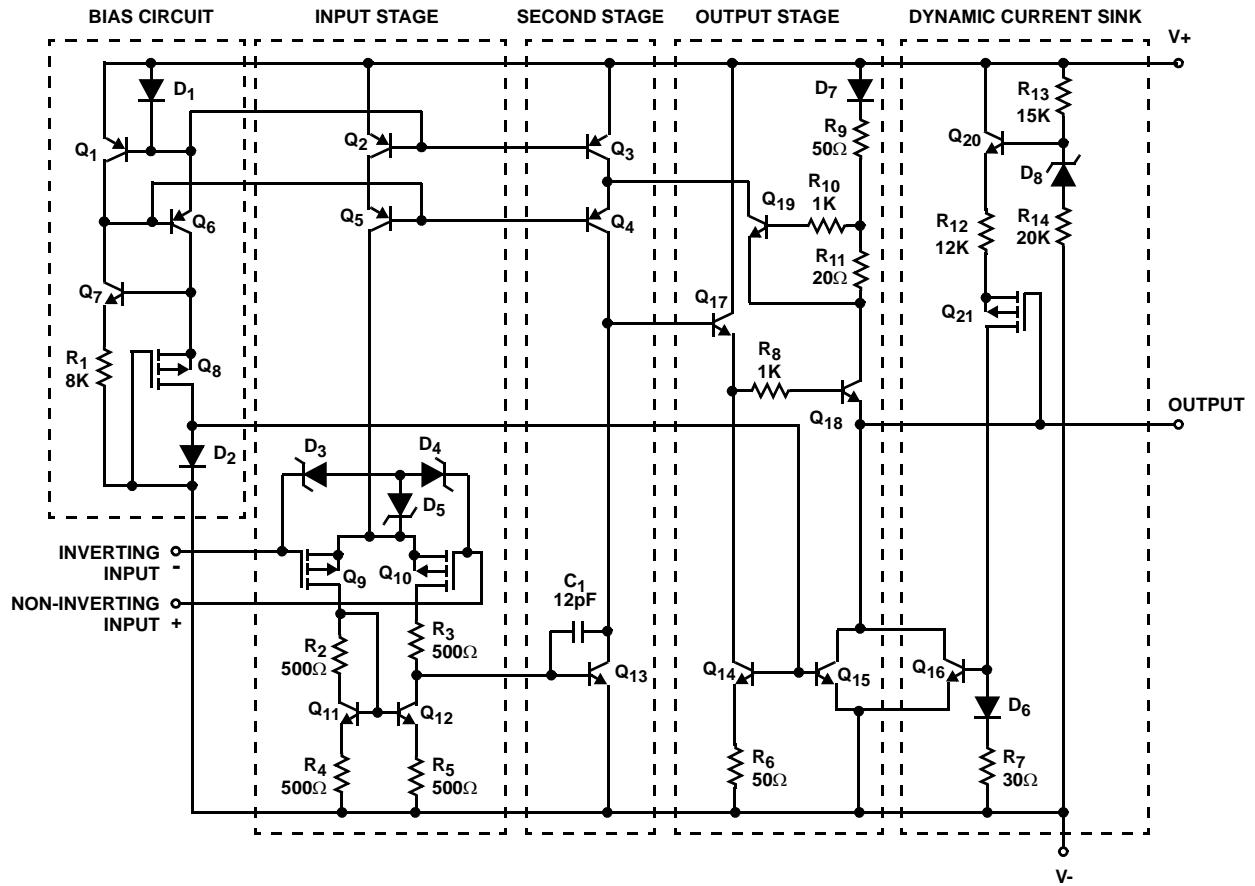 BIAS CIRCUIT
INPUT STAGE
SECOND STAGE
OUTPUT STAGE
DYNAMIC CURRENT SINK
V+
D1
D7
R13
15K
Q1
Q2
Q3
R9
50Ω
Q20
D8
Q6
Q5
Q4
Q19
R10
1K
R12
12K
R14
20K
Q7
R11
20Ω
Q17
Q21
R1
8K
Q8
R8
1K
Q18
OUTPUT
D2
D3
D4
D5
INVERTING
INPUT -
Q9
Q10
C1
12pF
NON-INVERTING
INPUT +
R2
500Ω
R3
500Ω
Q13
Q14
Q15
Q16
Q11
Q12
D6
R4
500Ω
R5
500Ω
R6
50Ω
R7
30Ω
V-